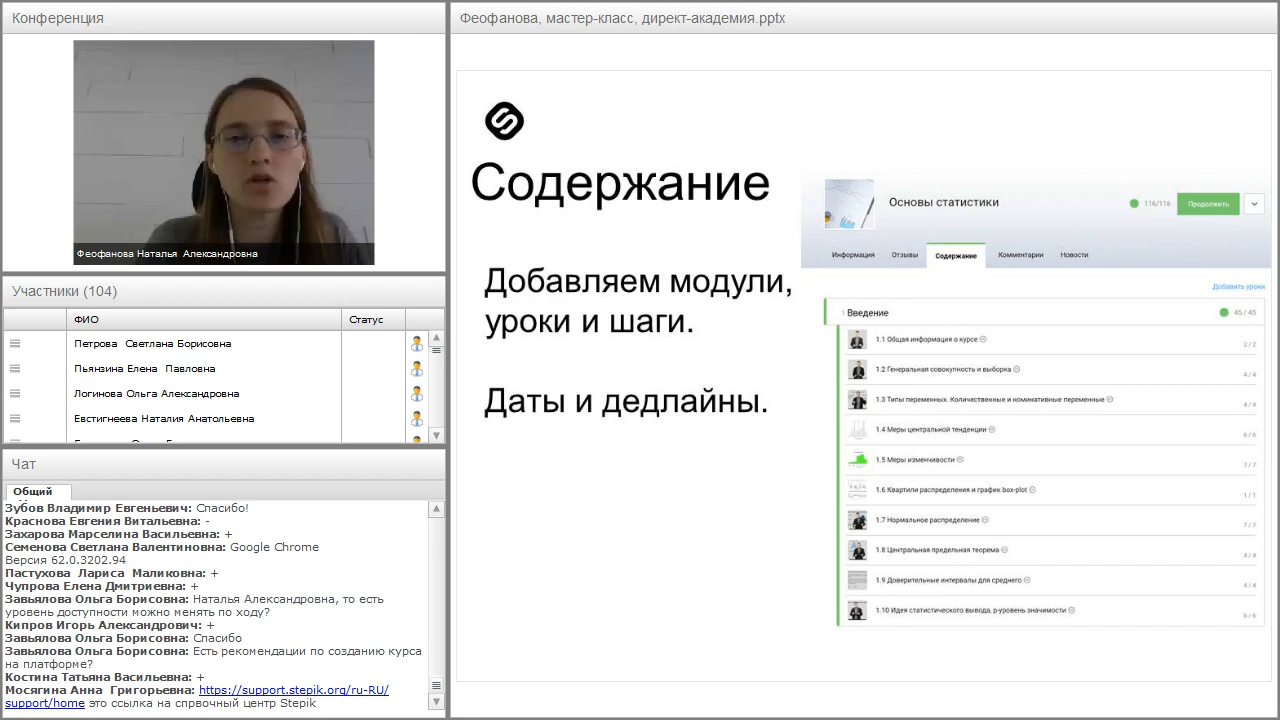 Конференция
Феофанова Наталья Александровна
Участники (104)
ФИО
Статус
Петрова Светлана Борисовна
Пьянзина Елена Павловна
Логинова Ольга Александровна
Евстигнеева Наталия Анатольевна
Чат
Общий
Зубов Владимир Евгеньевич: Спасибо!
Краснова Евгения Витальевна: -
Захарова Марселина Васильевна: +
Семенова Светлана Валентиновна: Google Chrome
Версия 62.0.3202.94
Пастухова Лариса Маликовна: +
Чупрова Елена Дмитриевна: +
Завьялова Ольга Борисовна: Наталья Александровна, то есть
уровень доступности можно менять по ходу?
Кипров Игорь Александрович: +
Завьялова Ольга Борисовна: Спасибо
Завьялова Ольга Борисовна: Есть рекомендации по созданию курса
на платформе?
Костина Татьяна Васильевна: +
Мосягина Анна Григорьевна: https://support.stepik.org/ru-RU/
support/home это ссылка на спрвочный центр Stepik
Феофанова, мастер-класс, директ-академия.pptx
Содержание
Добавляем модули,
уроки и шаги.
Даты и дедлайны.
Основы статистики
116/116
Продолжить
Информация
Отзывы
Содержание
Комментарии
Новости
Добавить уроки
1 Введение
45 / 45
1.1 Общая информация о курсе
2 / 2
1.2 Генеральная совокупность и выборка
4 / 4
1.3 Типы переменных. Количественные и номинативные переменные
4 / 4
1.4 Меры центральной тенденции
6 / 6
1.5 Меры изменчивости
7 / 7
1.6 Квартили распределения и график box-plot
1 / 1
1.7 Нормальное распределение
7 / 7
1.8 Центральная предельная теорема
4 / 4
1.9 Доверительные интервалы для среднего
4 / 4
1.10 Идея статистического вывода, p-уровень значимости
6 / 6